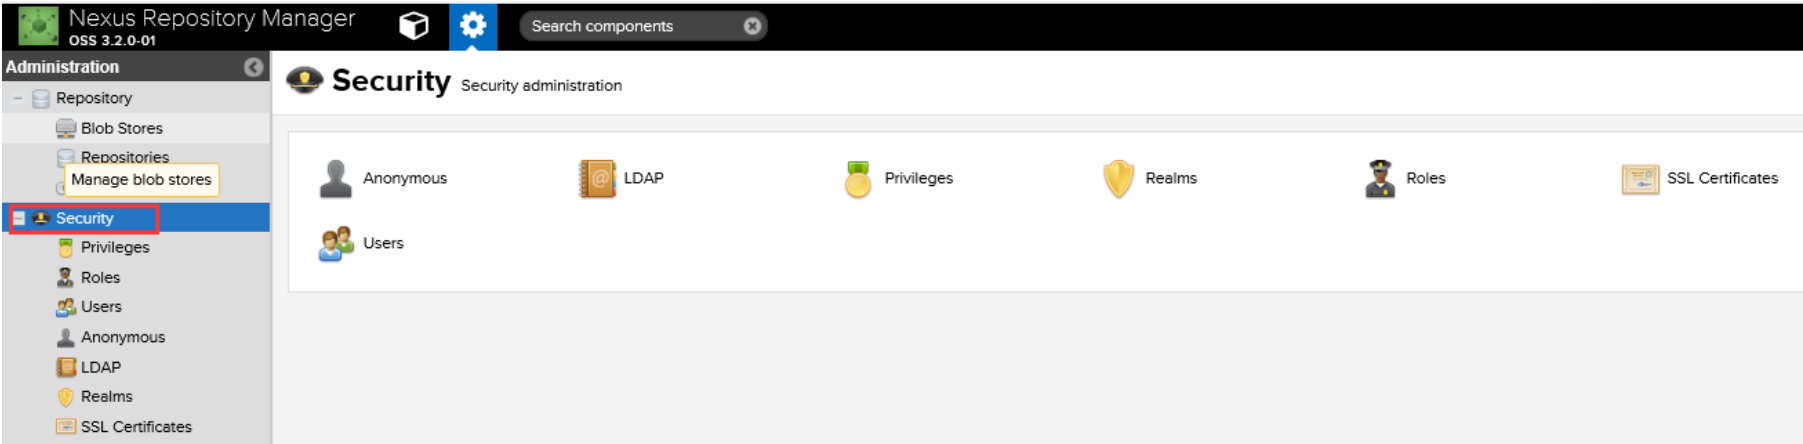 Nexus Repository Manager
OSS 3.2.0-01
Search components
Administration
Repository
Blob Stores
Repositories
Manage blob stores
Security
Privileges
Roles
Users
Anonymous
LDAP
Realms
SSL Certificates
Security Security administration
Anonymous LDAP Privileges Realms Roles SSL Certificates
Users